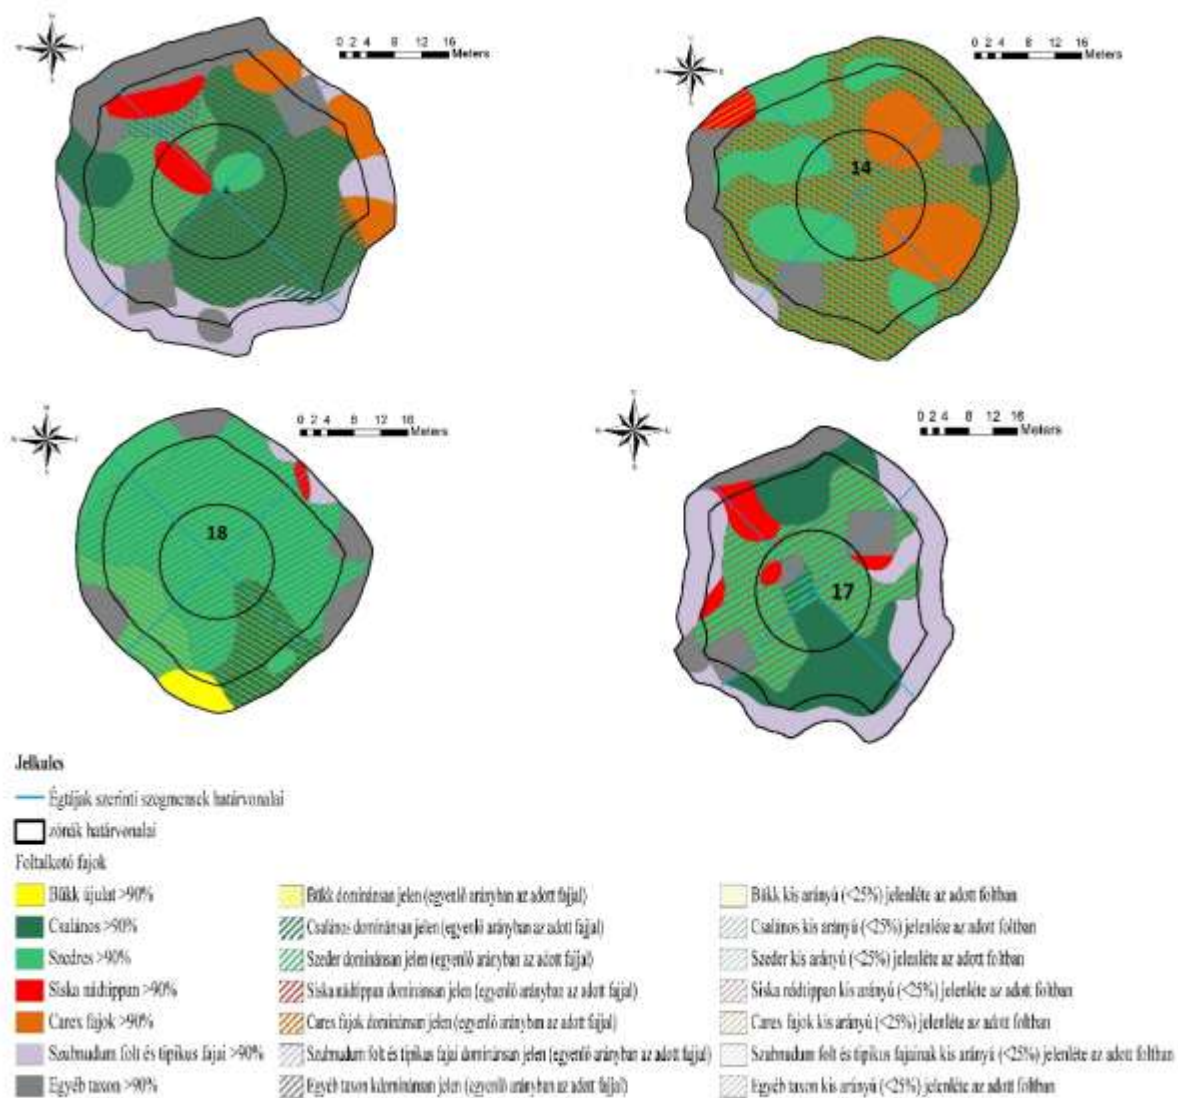 0 2 4 8 12 16
Meters
0 2 4 8 12 16
Meters
14
0 2 4 8 12 16
Meters
18
0 2 4 8 12 16
Meters
17
Jelkulcs
Égtájak szerinti szegmensek határvonalai
zónák határvonalai
Foltalkotó fajok
Bükk újulat >90%
Csalános >90%
Szedres >90%
Siska nádtippan >90%
Carex fajok >90%
Szubnudum folt és tipikus fajai >90%
Egyéb taxon >90%
Bükk dominánsan jelen (egyenlő arányban az adott fajjal)
Csalános dominánsan jelen (egyenlő arányban az adott fajjal)
Szeder dominánsan jelen (egyenlő arányban az adott fajjal)
Siska nádtippan dominánsan jelen (egyenlő arányban az adott fajjal)
Carex fajok dominánsan jelen (egyenlő arányban az adott fajjal)
Szubnudum folt és tipikus fajai dominánsan jelen (egyenlő arányban az adott fajjal)
Egyéb taxon kdominánsan jelen (egyenlő arányban az adott fajjal)
Bükk kis arányú (<25%) jelenléte az adott foltban
Csalános kis arányú (<25%) jelenléte az adott foltban
Szeder kis arányú (<25%) jelenléte az adott foltban
Siska nádtippan kis arányú (<25%) jelenléte az adott foltban
Carex fajok kis arányú (<25%) jelenléte az adott foltban
Szubnudum folt és tipikus fajainak kis arányú (<25%) jelenléte az adott foltban
Egyéb taxon kis arányú (<25%) jelenléte az adott foltban